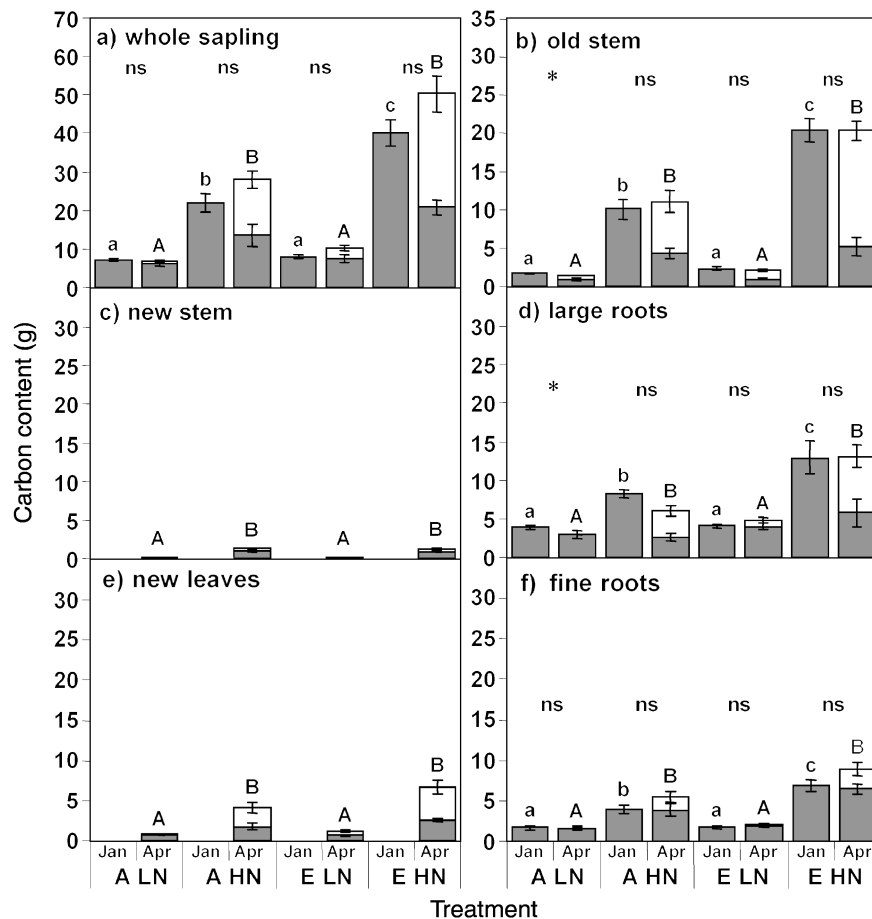 Carbon content (g)
a) whole sapling
70
60
50
40
30
20
10
0
ns ns ns ns
a A b B a A c B
b) old stem
35
30
25
20
15
10
5
0
* ns ns ns
a A b B a A c B
c) new stem
30
25
20
15
10
5
0
A B A B
d) large roots
30
25
20
15
10
5
0
* ns ns ns
a A b B a A c B
e) new leaves
30
25
20
15
10
5
0
A B A B
Jan Apr Jan Apr Jan Apr Jan Apr
A LN A HN E LN E HN
f) fine roots
30
25
20
15
10
5
0
ns ns ns ns
a A b B a A c B
Jan Apr Jan Apr Jan Apr Jan Apr
A LN A HN E LN E HN
Treatment